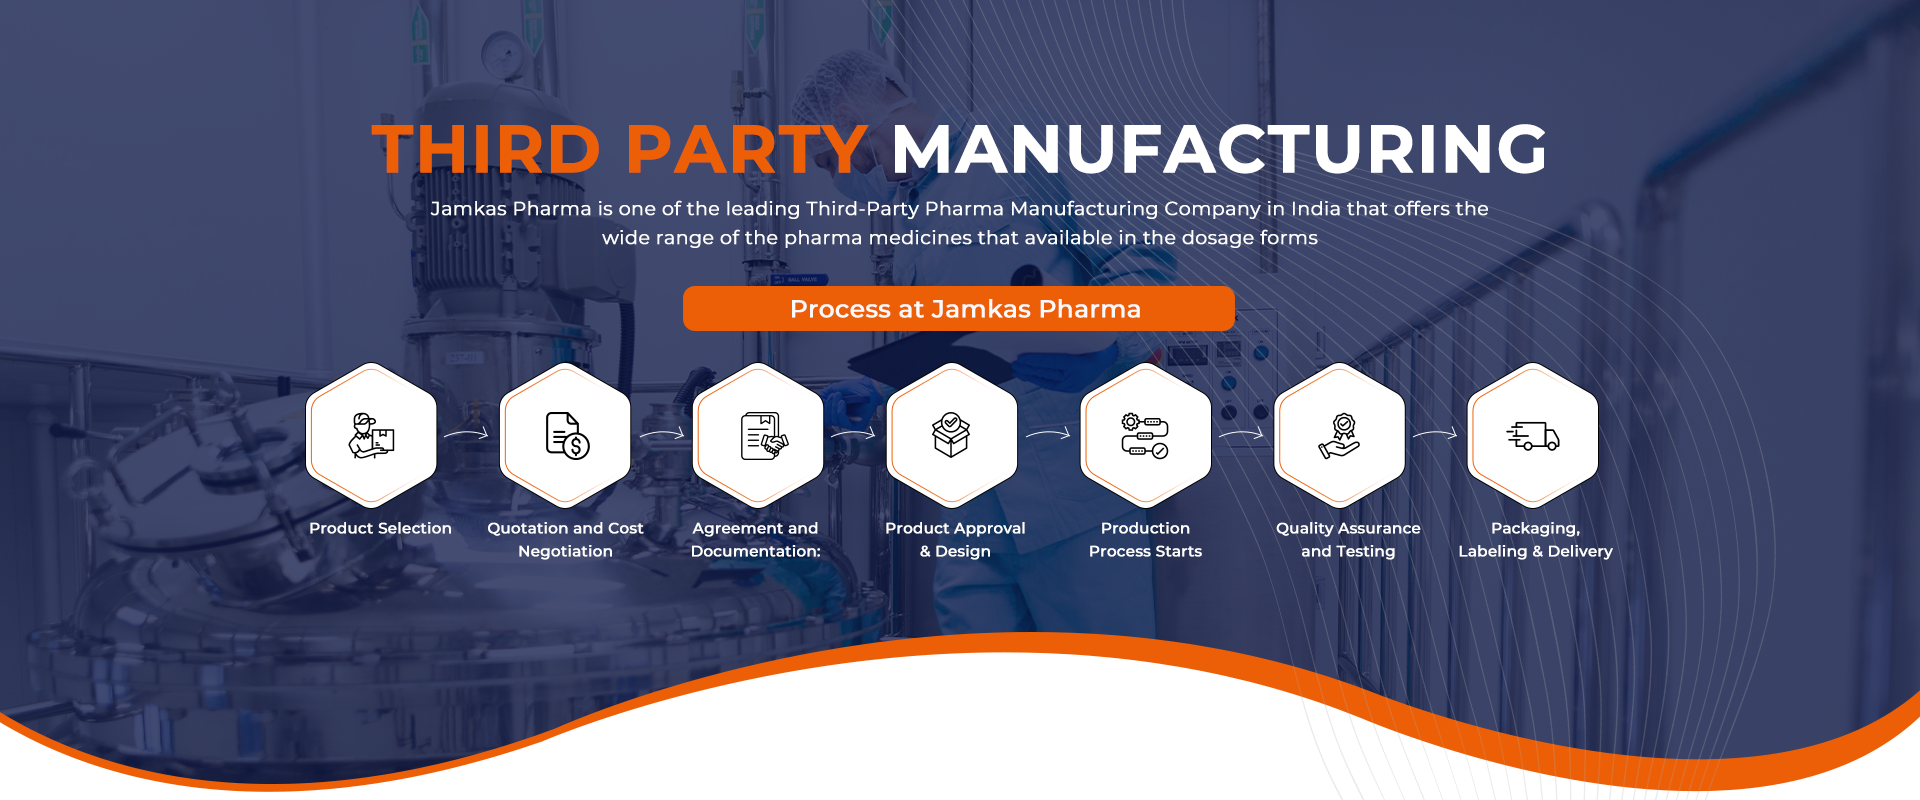 THIRD PARTY MANUFACTURING
Jamkas Pharma is one of the leading Third-Party Pharma Manufacturing Company in India that offers the
wide range of the pharma medicines that available in the dosage forms
BALL VALVE
Process at Jamkas Pharma
Product Selection
Quotation and Cost
Negotiation
Agreement and
Documentation:
Product Approval
& Design
Production
Process Starts
Quality Assurance
and Testing
Packaging,
Labeling & Delivery